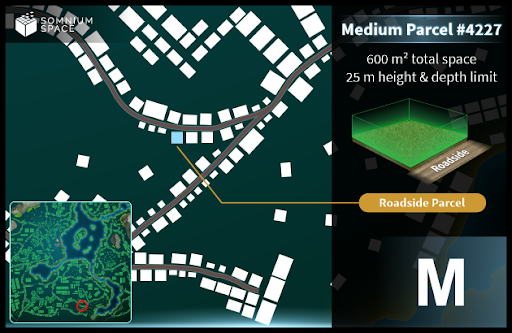 SOMNIUM
SPACE
Medium Parcel #4227
600 m² total space
25 m height & depth limit
Roadside
Roadside Parcel
M